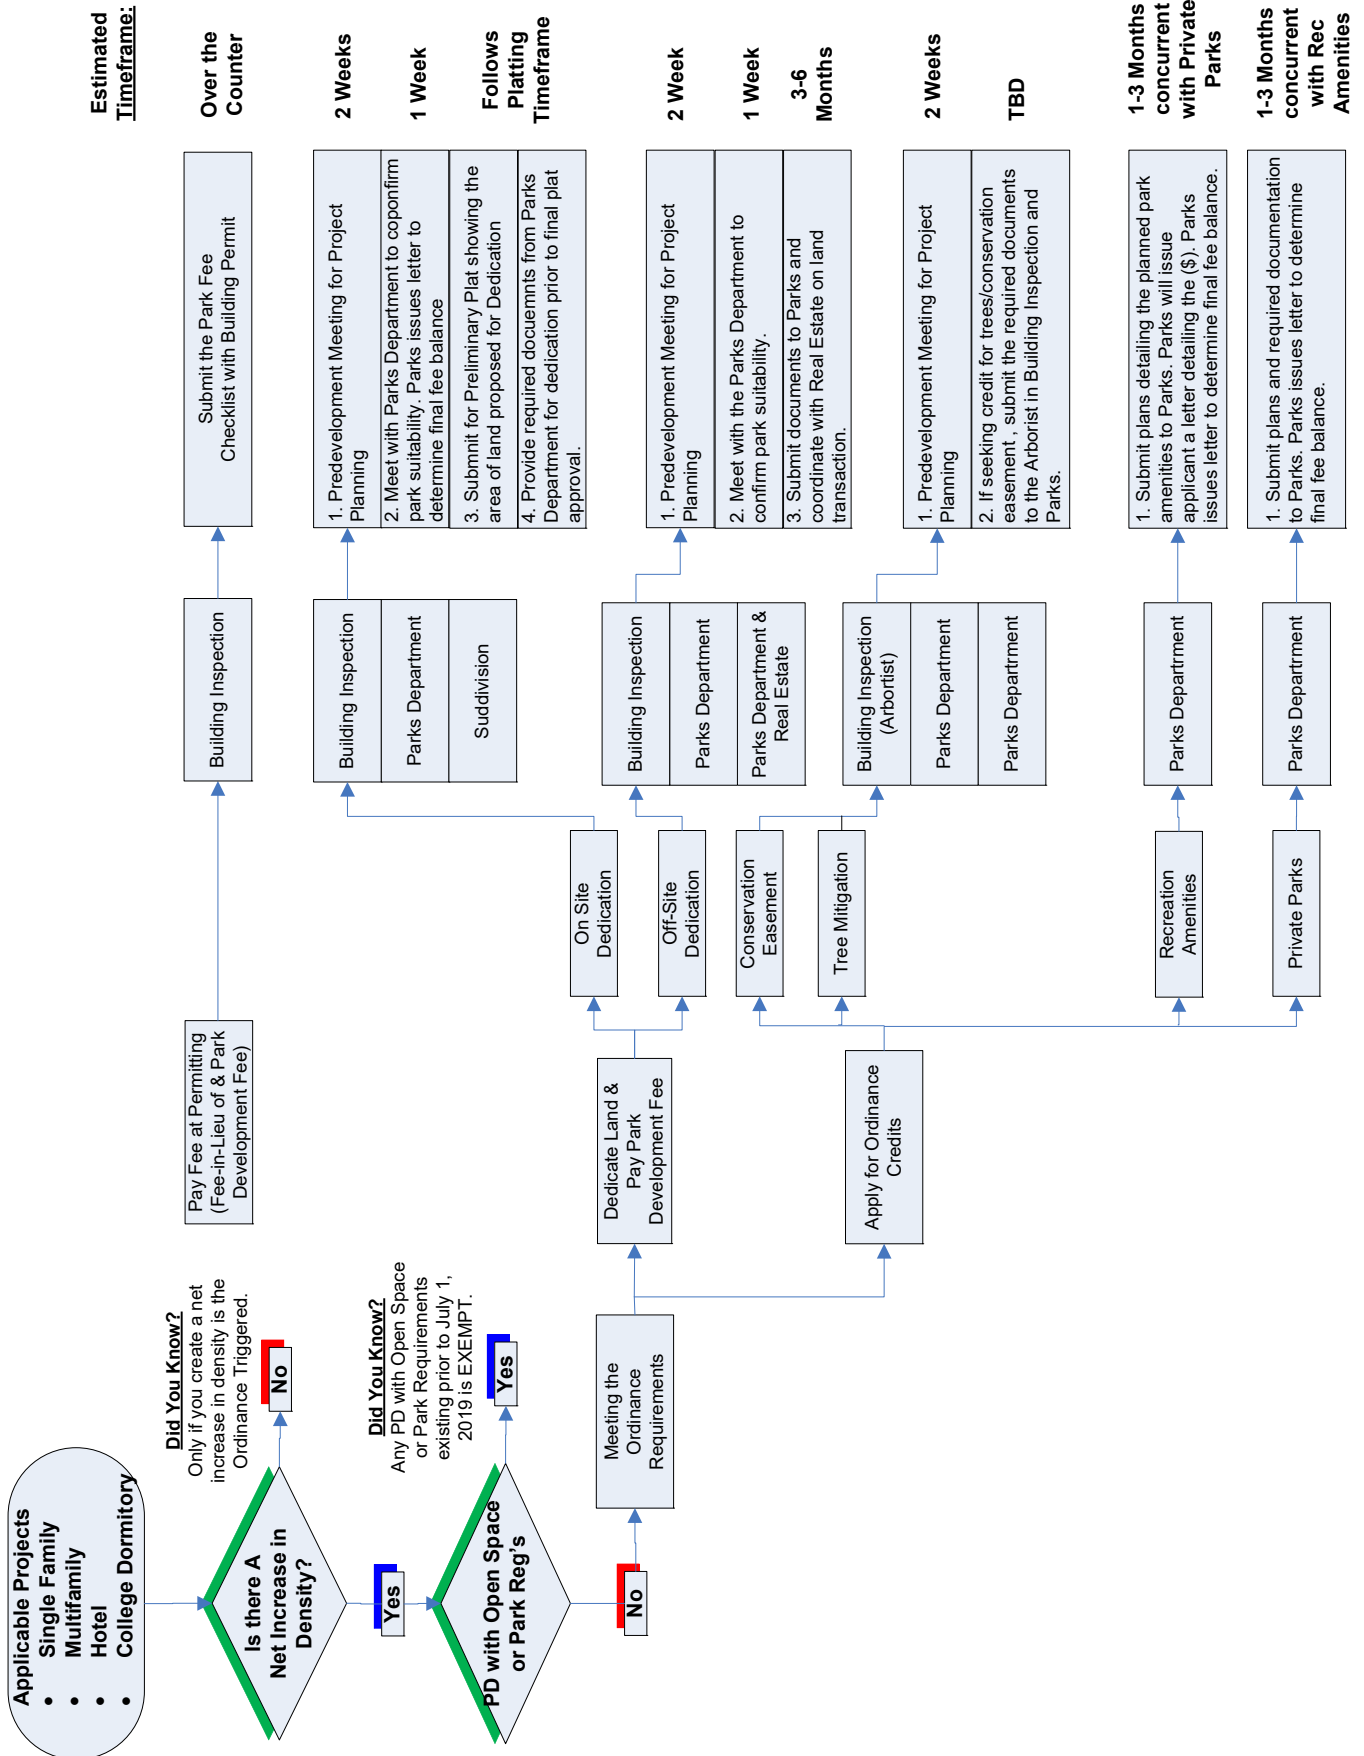 Applicable Projects
• Single Family
• Multifamily
• Hotel
• College Dormitory
Is there A
Net Increase in
Density?
Did You Know?
Only if you create a net
increase in density is the
Ordinance Triggered.
No
Yes
PD with Open Space
or Park Reg's
Did You Know?
Any PD with Open Space
or Park Requirements
existing prior to July 1,
2019 is EXEMPT.
Yes
No
Meeting the
Ordinance
Requirements
Pay Fee at Permitting
(Fee-in-Lieu of & Park
Development Fee)
Dedicate Land &
Pay Park
Development Fee
Apply for Ordinance
Credits
On Site
Dedication
Off-Site
Dedication
Conservation
Easement
Tree Mitigation
Recreation
Amenities
Private Parks
Building Inspection
Building Inspection
Parks Department
Suddivision
Building Inspection
Parks Department
Parks Department &
Real Estate
Building Inspection
(Arbortist)
Parks Department
Parks Departrment
Parks Departrment
Parks Departrment
Submit the Park Fee
Checklist with Building Permit
1. Predevelopment Meeting for Project
Planning
2. Meet with Parks Department to coponfirm
park suitability. Parks issues letter to
determine final fee balance
3. Submnit for Preliminary Plat showing the
area of land proposed for Dedication
4. Provide required documnts from Parks
Department for dedication prior to final plat
approval.
1. Predevelopment Meeting for Project
Planning
2. Meet with the Parks Department to
confirm park suitability.
3. Submit documents to Parks and
coordinate with Real Estate on land
transaction.
1. Predevelopment Meeting for Project
Planning
2. If seeking credit for trees/conservation
easement , submit the required documents
to the Arborist in Building Inspection and
Parks.
1. Submit plans detailing the planned park
amenities to Parks. Parks will issue
applicant a letter detailing the ($). Parks
issues letter to determine final fee balance.
1. Submit plans and required documentation
to Parks. Parks issues letter to determine
final fee balance.
Estimated
Timeframe:
Over the
Counter
2 Weeks
1 Week
Follows
Platting
Timeframe
2 Week
1 Week
3-6
Months
2 Weeks
TBD
1-3 Months
concurrent
with Private
Parks
1-3 Months
concurrent
with Rec
Amenities